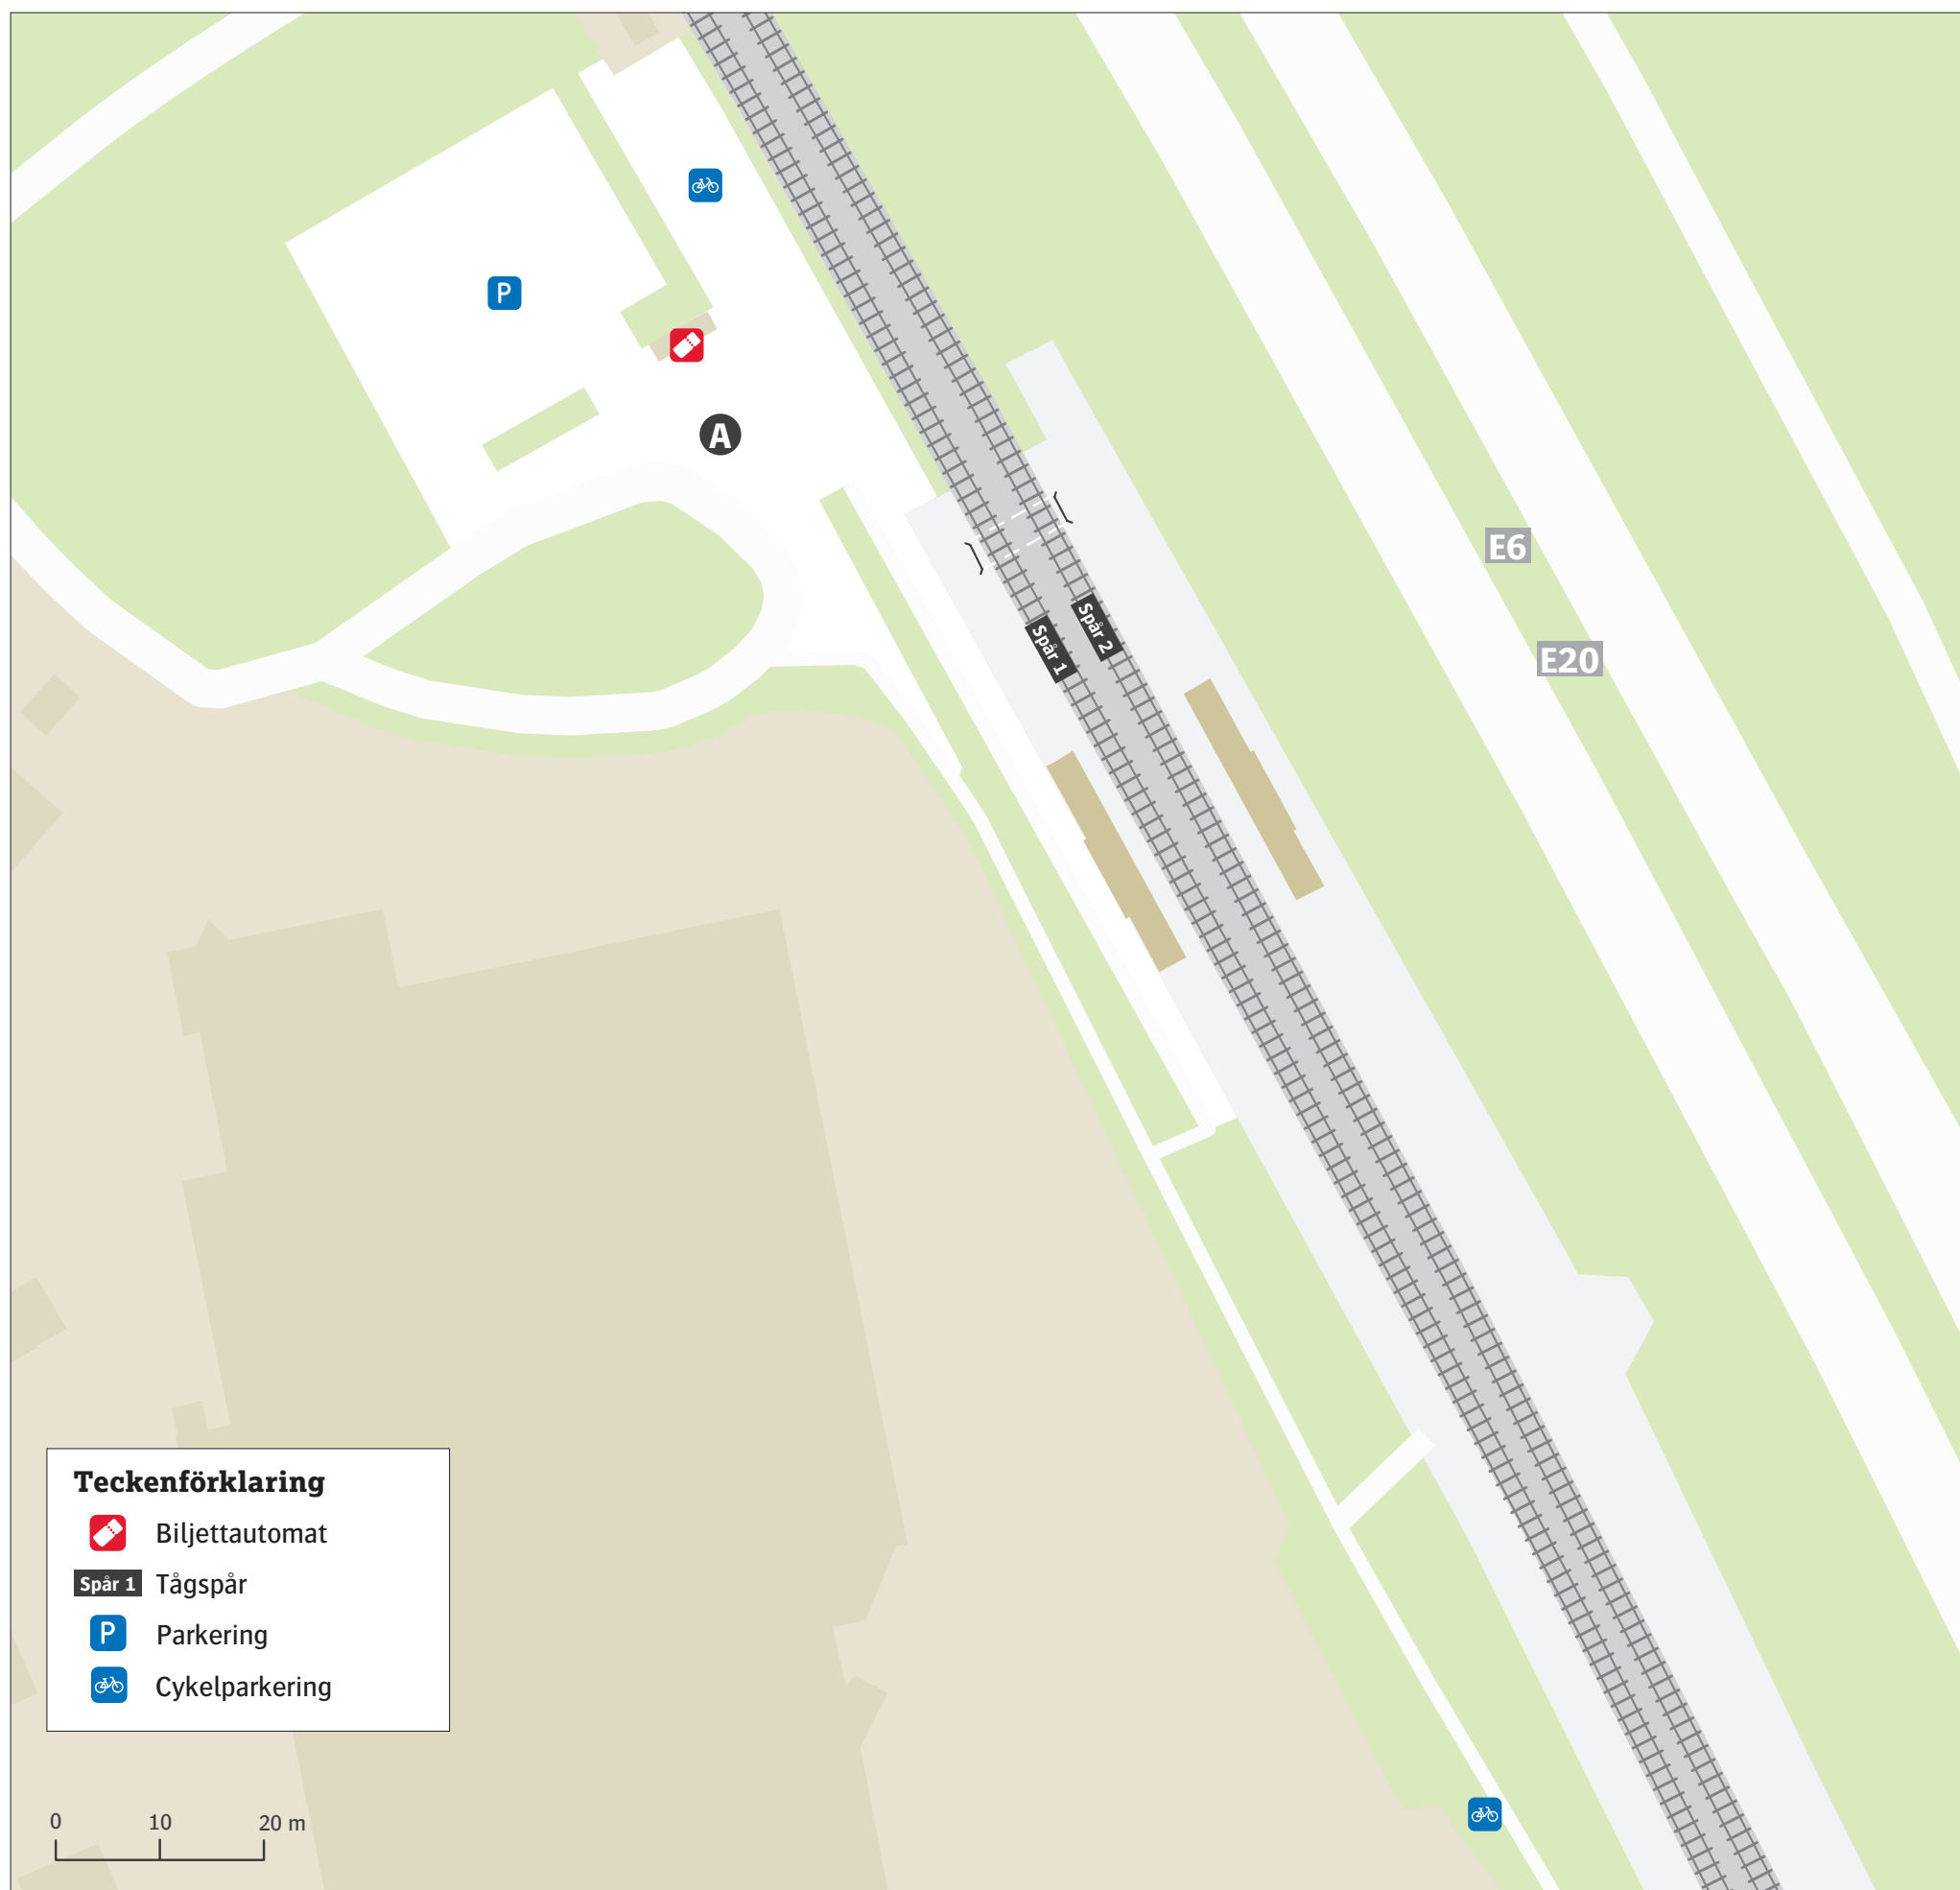 P
A
E6
E20
Spår 2
Spår 1
Teckenförklaring
Biljettautomat
Spår 1 Tågspår
P Parkering
Cykelparkering
0 10 20 m